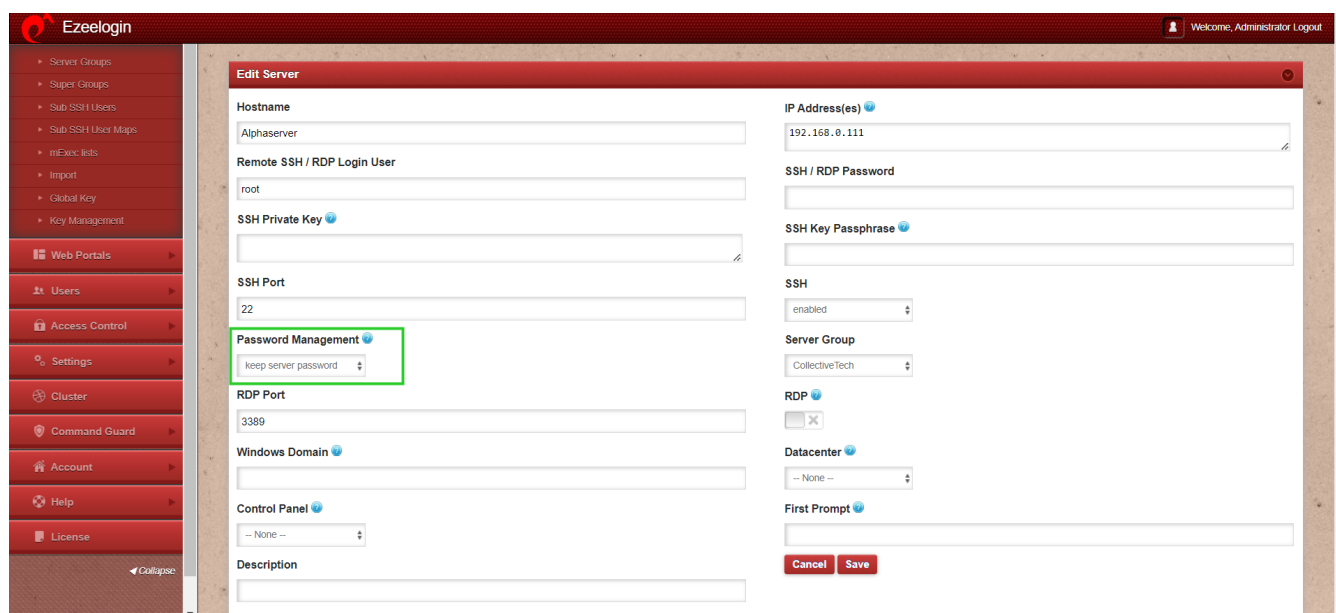 Ezeelogin
Welcome, Administrator Logout
Server Groups
Super Groups
Sub SSH Users
Sub SSH User Maps
mExec lists
Import
Global Key
Key Management
Web Portals
Users
Access Control
Settings
Cluster
Command Guard
Account
Help
License
Collapse
Edit Server
Hostname
Alphaserver
IP Address(es)
192.168.0.111
Remote SSH / RDP Login User
root
SSH / RDP Password
SSH Private Key
SSH Key Passphrase
SSH Port
22
SSH
enabled
Password Management
keep server password
Server Group
CollectiveTech
RDP Port
3389
RDP
Windows Domain
Datacenter
-- None --
Control Panel
-- None --
First Prompt
Description
Cancel
Save